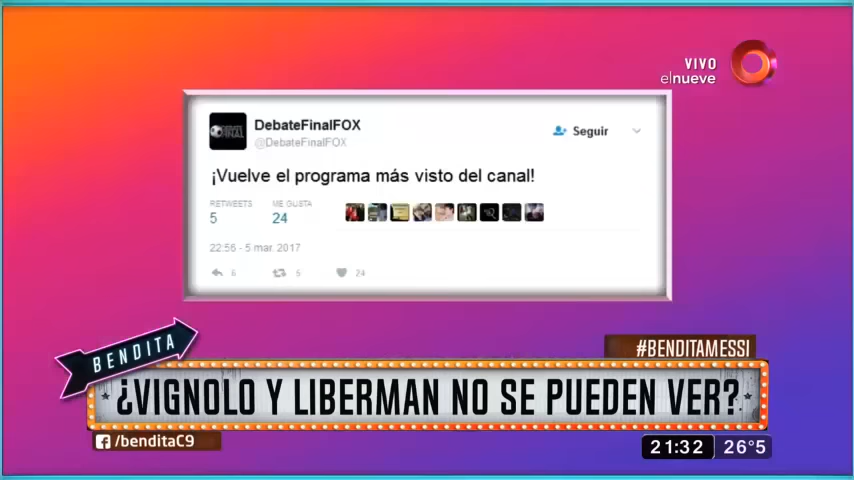 VIVO
elnueve
DebateFinalFOX
@DebateFinalFOX
Seguir
¡Vuelve el programa más visto del canal!
RETWEETS
ME GUSTA
5
24
22:56 - 5 mar. 2017
6
5
24
BENDITA
#BENDITAMESSI
¿VIGNOLO Y LIBERMAN NO SE PUEDEN VER?
/benditaC9
21:32
26°5